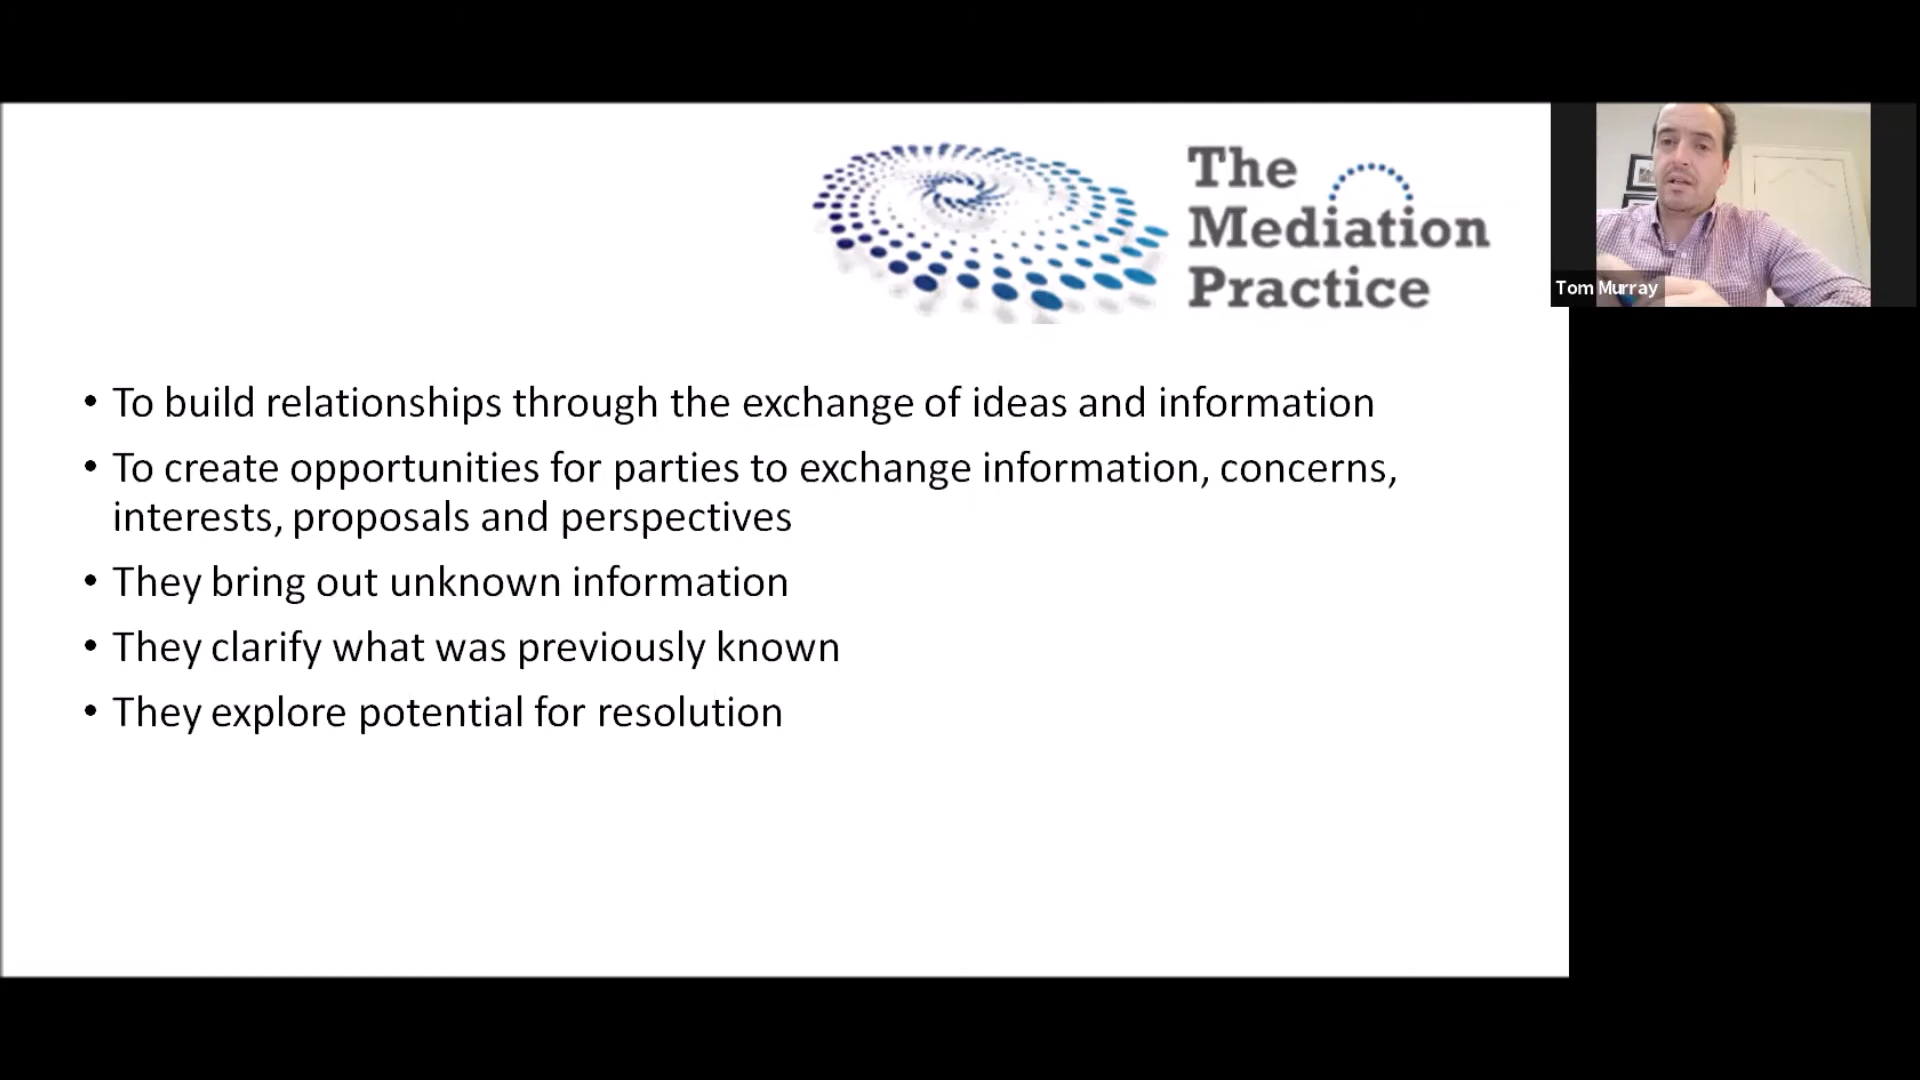 The
Mediation
Practice
Tom Murray
• To build relationships through the exchange of ideas and information
• To create opportunities for parties to exchange information, concerns,
interests, proposals and perspectives
• They bring out unknown information
• They clarify what was previously known
• They explore potential for resolution